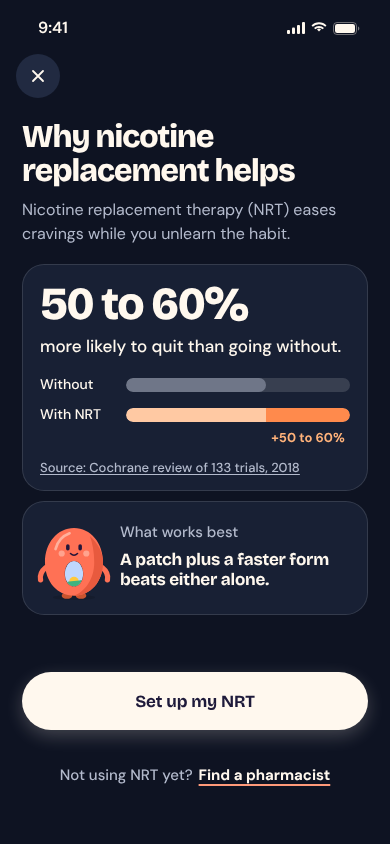 9:41
Why nicotine
replacement helps
Nicotine replacement therapy (NRT) eases
cravings while you unlearn the habit.
50 to 60%
more likely to quit than going without.
Without
With NRT
+50 to 60%
Source: Cochrane review of 133 trials, 2018
What works best
A patch plus a faster form
beats either alone.
Set up my NRT
Not using NRT yet? Find a pharmacist